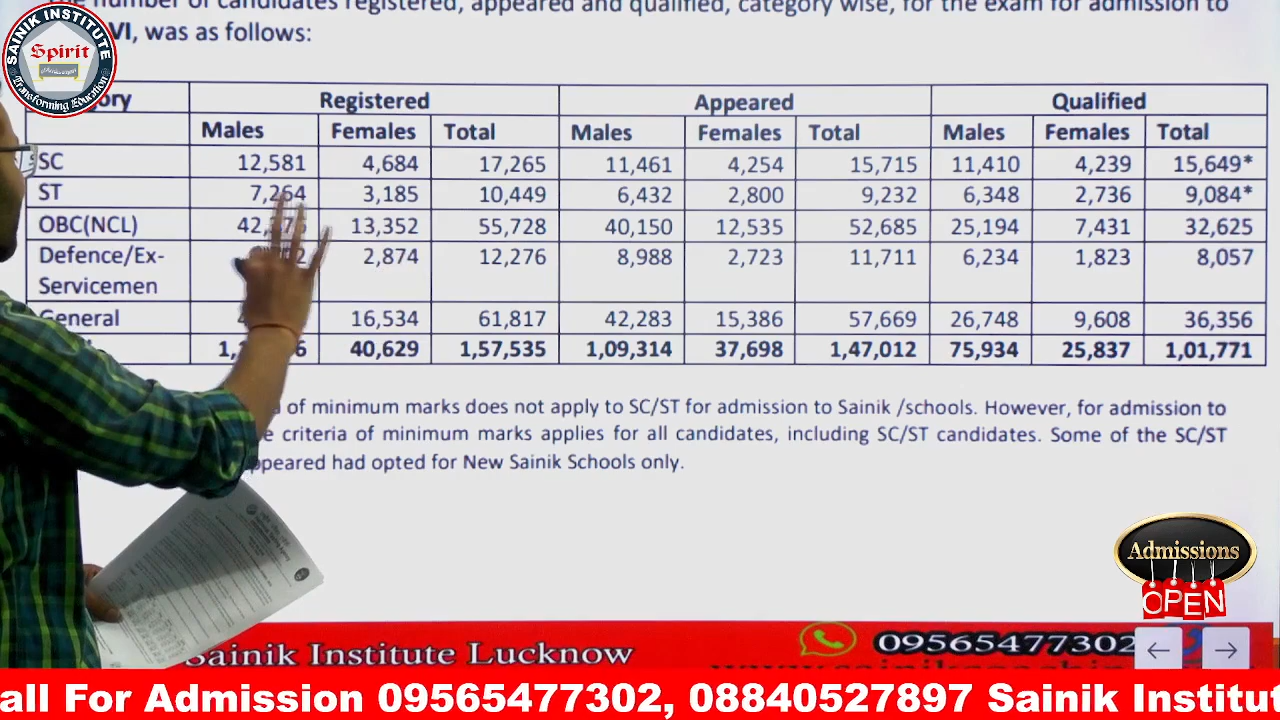 number of candidates registered, appeared and qualified, category wise, for the exam for admission to
VI, was as follows:
SAINIK INSTITUTE
Spirit
Transforming Education
Registered Appeared Qualified
Males Females Total Males Females Total Males Females Total
SC 12,581 4,684 17,265 11,461 4,254 15,715 11,410 4,239 15,649*
ST 7,264 3,185 10,449 6,432 2,800 9,232 6,348 2,736 9,084*
OBC(NCL) 13,352 55,728 40,150 12,535 52,685 25,194 7,431 32,625
Defence/Ex- 2,874 12,276 8,988 2,723 11,711 6,234 1,823 8,057
Servicemen
General 16,534 61,817 42,283 15,386 57,669 26,748 9,608 36,356
40,629 1,57,535 1,09,314 37,698 1,47,012 75,934 25,837 1,01,771
of minimum marks does not apply to SC/ST for admission to Sainik /schools. However, for admission to
criteria of minimum marks applies for all candidates, including SC/ST candidates. Some of the SC/ST
appeared had opted for New Sainik Schools only.
Admissions
OPEN
Sainik Institute Lucknow 09565477302
all For Admission 09565477302, 08840527897 Sainik Institut